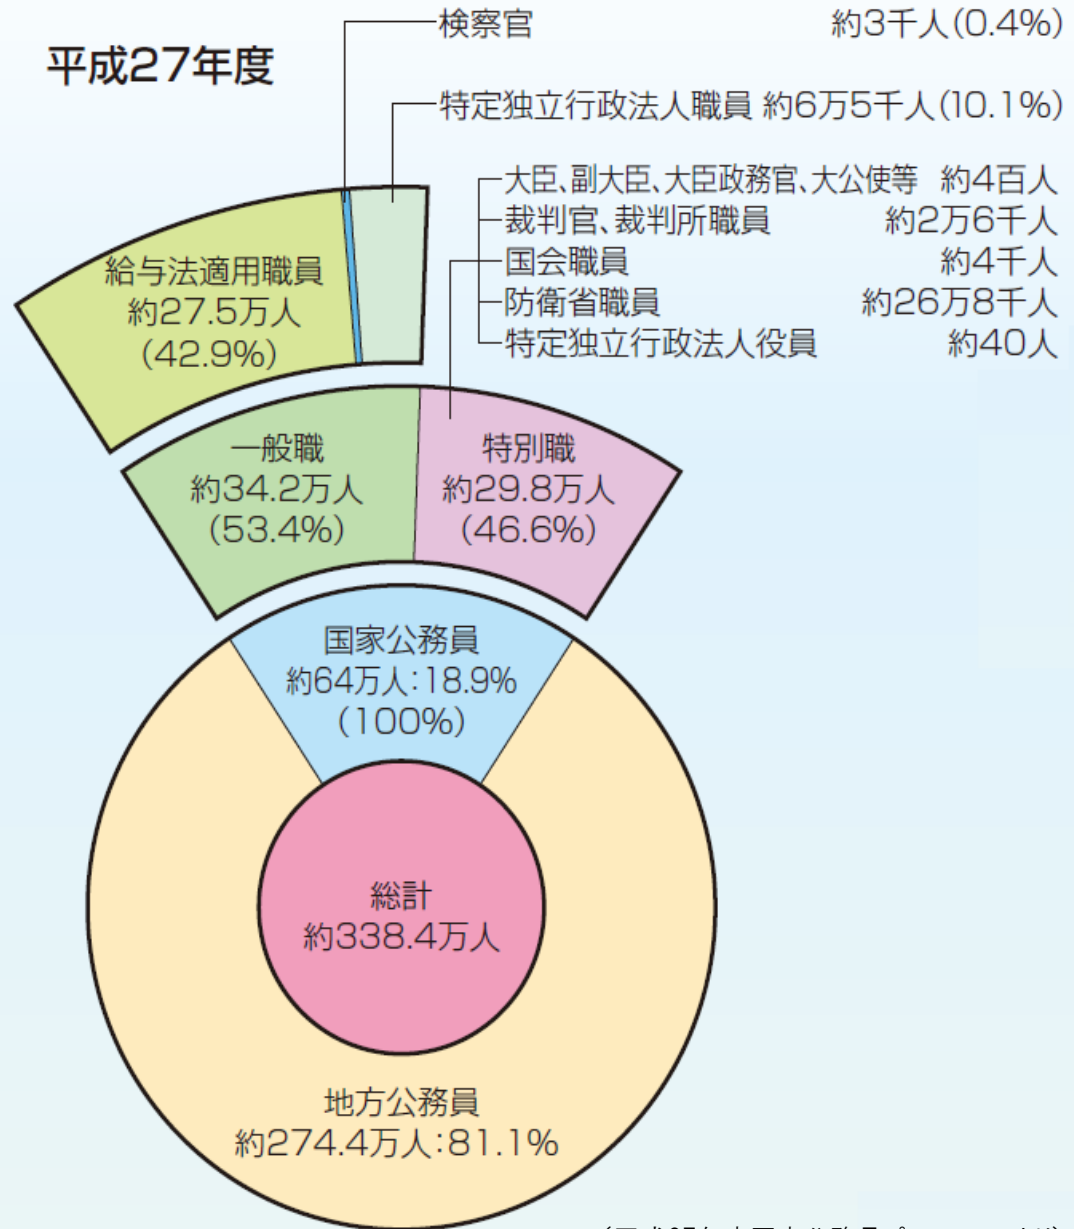 平成27年度
検察官 約3千人(0.4%)
特定独立行政法人職員 約6万5千人(10.1%)
大臣、副大臣、大臣政務官、大公使等 約4百人
裁判官、裁判所職員 約2万6千人
国会職員 約4千人
防衛省職員 約26万8千人
特定独立行政法人役員 約40人
給与法適用職員
約27.5万人
(42.9%)
一般職
約34.2万人
(53.4%)
特別職
約29.8万人
(46.6%)
国家公務員
約64万人:18.9%
(100%)
総計
約338.4万人
地方公務員
約274.4万人:81.1%